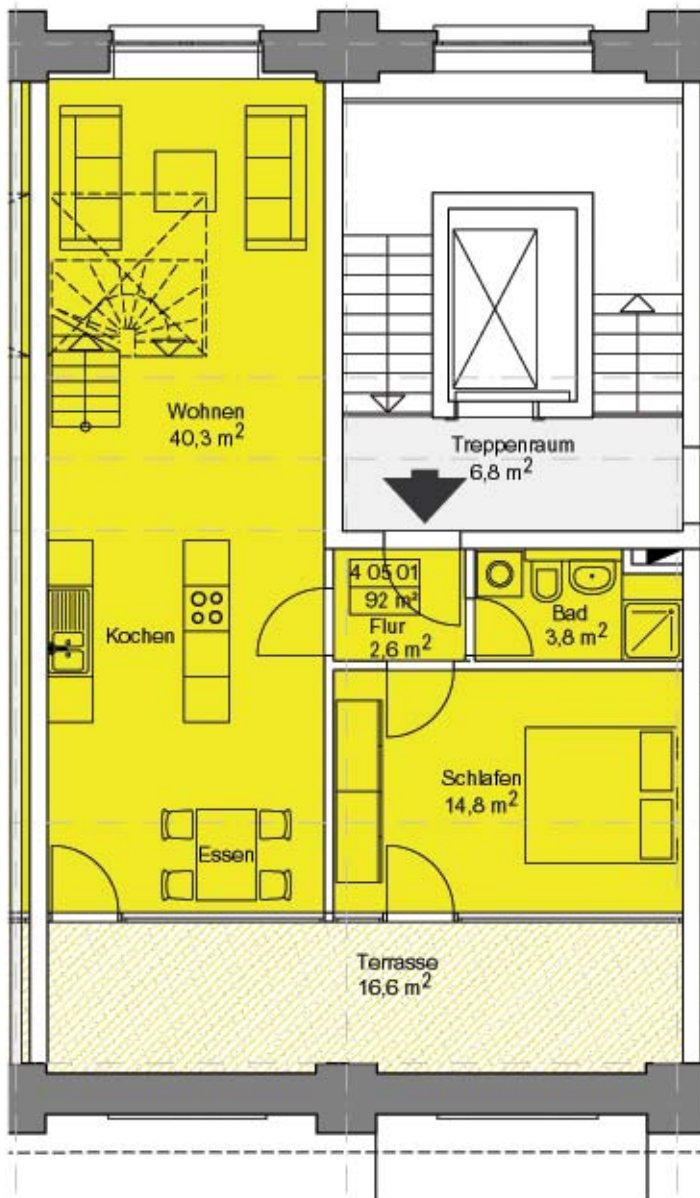 Wohnen
40,3 m²
Treppenraum
6,8 m²
4 05 01
92 m²
Flur
2,6 m²
Bad
3,8 m²
Kochen
Schlafen
14,8 m²
Essen
Terrasse
16,6 m²